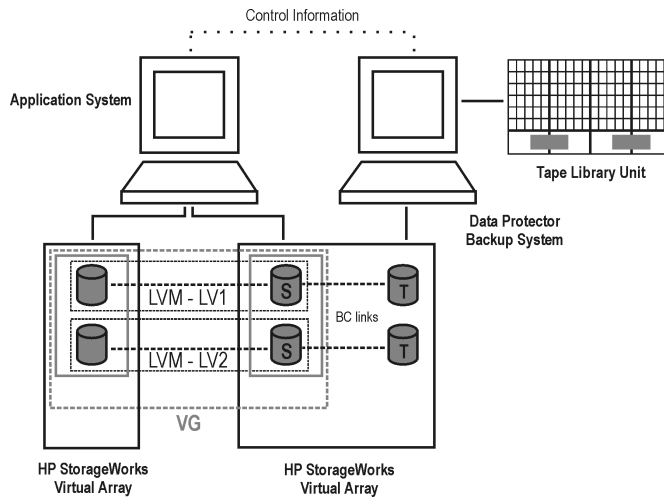 Control Information
Application System
Tape Library Unit
Data Protector
Backup System
S
T
LVM - LV1
BC links
S
T
LVM - LV2
VG
HP StorageWorks
Virtual Array
HP StorageWorks
Virtual Array